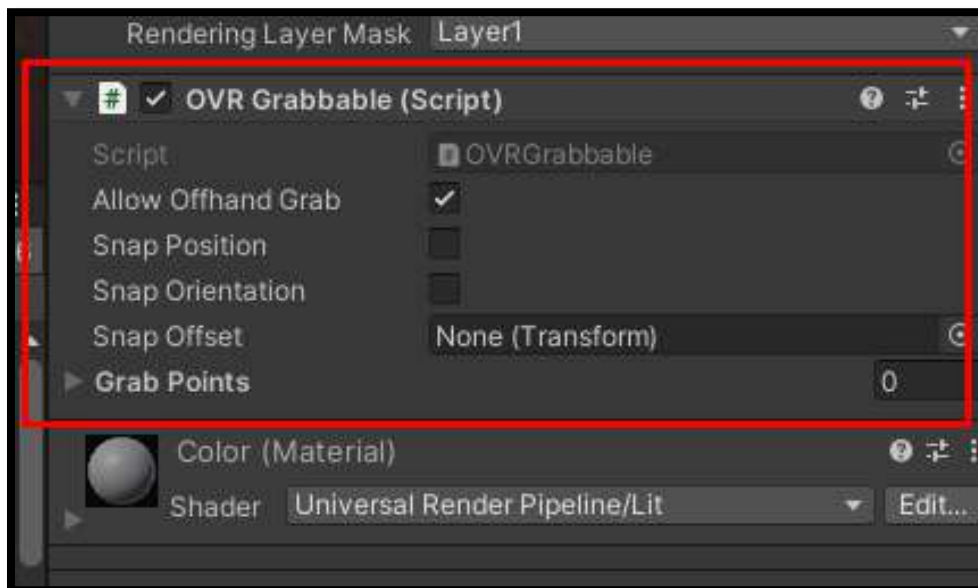 Rendering Layer Mask Layer1
# OVR Grabbable (Script)
Script OVRGrabbable
Allow Offhand Grab
Snap Position
6
Snap Orientation
Snap Offset None (Transform)
Grab Points 0
Color (Material)
Shader Universal Render Pipeline/Lit Edit...